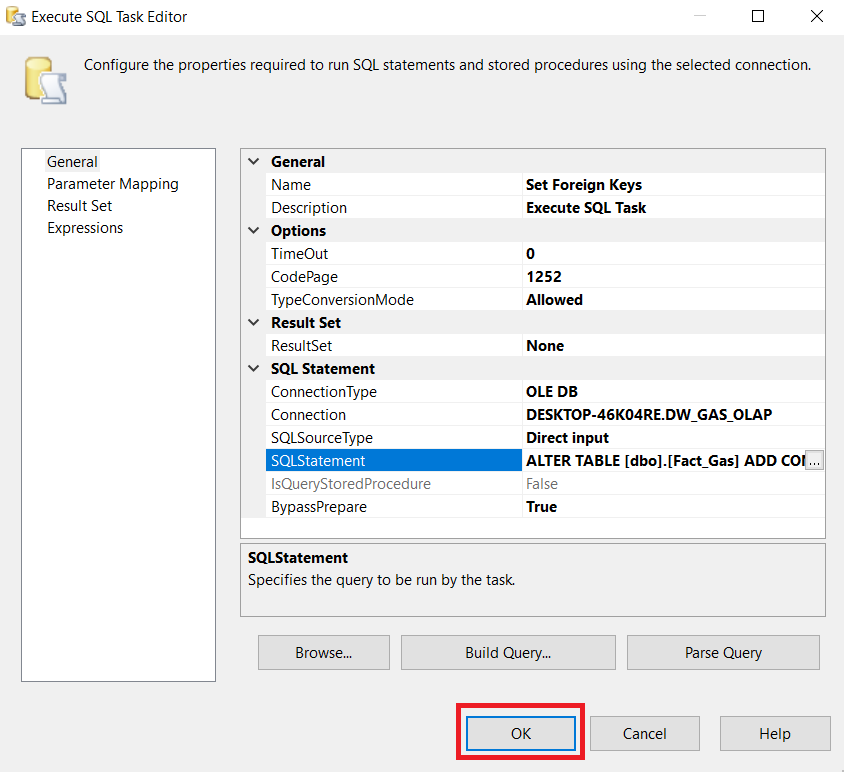 Execute SQL Task Editor
Configure the properties required to run SQL statements and stored procedures using the selected connection.
General
Parameter Mapping
Result Set
Expressions
General
Name Set Foreign Keys
Description Execute SQL Task
Options
TimeOut 0
CodePage 1252
TypeConversionMode Allowed
Result Set
ResultSet None
SQL Statement
ConnectionType OLE DB
Connection DESKTOP-46K04RE.DW_GAS_OLAP
SQLSourceType Direct input
SQLStatement ALTER TABLE [dbo].[Fact_Gas] ADD CON ...
IsQueryStoredProcedure False
BypassPrepare True
SQLStatement
Specifies the query to be run by the task.
Browse... Build Query... Parse Query
OK Cancel Help